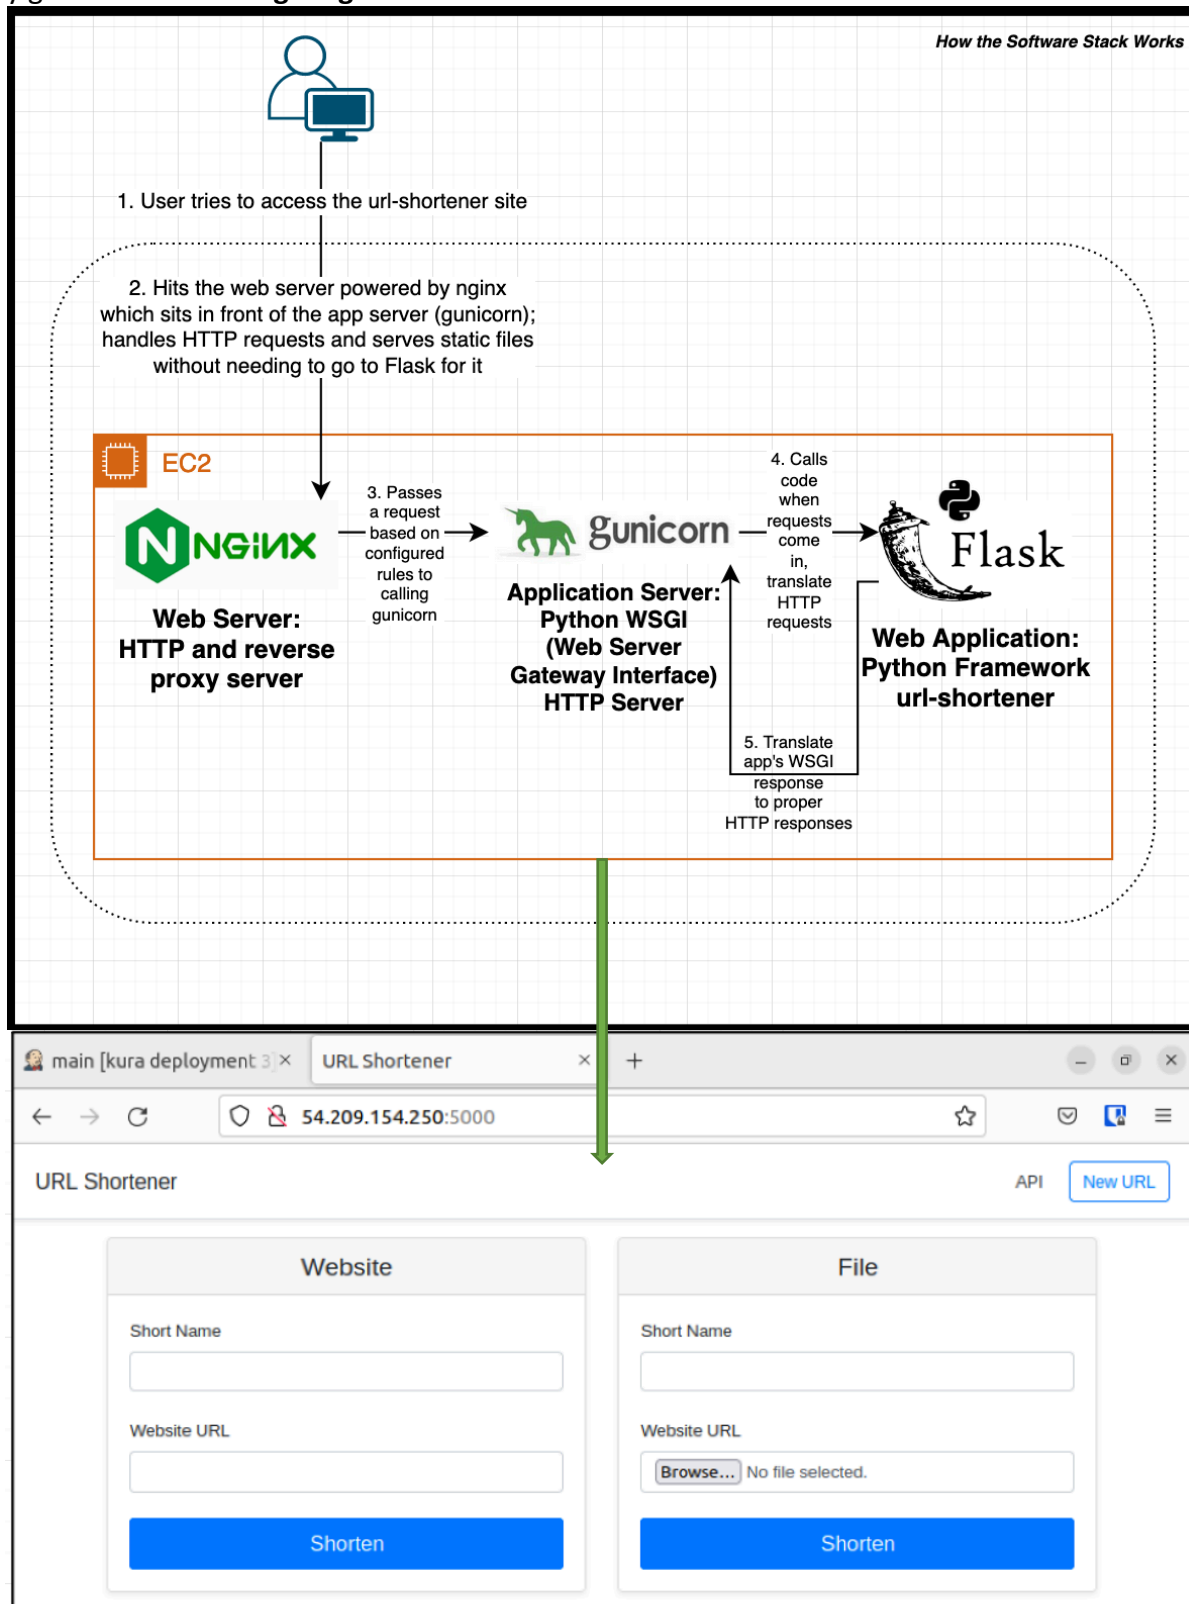 How the Software Stack Works
1. User tries to access the url-shortener site
2. Hits the web server powered by nginx
which sits in front of the app server (gunicorn);
handles HTTP requests and serves static files
without needing to go to Flask for it
EC2
NGINX
Web Server:
HTTP and reverse
proxy server
3. Passes
a request
based on
configured
rules to
calling
gunicorn
gunicorn
Application Server:
Python WSGI
(Web Server
Gateway Interface)
HTTP Server
4. Calls
code
when
requests
come
in,
translate
HTTP
requests
Flask
Web Application:
Python Framework
url-shortener
5. Translate
app's WSGI
response
to proper
HTTP responses
main [kura deployment 3]
URL Shortener
54.209.154.250:5000
URL Shortener
API
New URL
Website
Short Name
Website URL
Shorten
File
Short Name
Website URL
Browse... No file selected.
Shorten